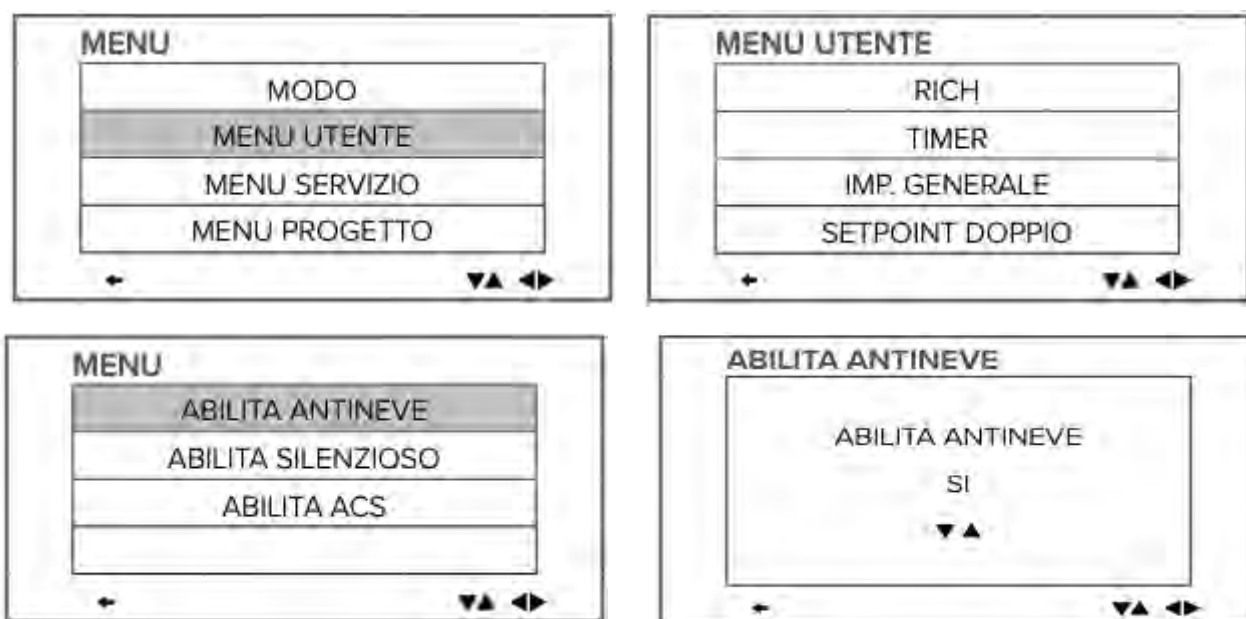 MENU
MODO
MENU UTENTE
MENU SERVIZIO
MENU PROGETTO
MENU UTENTE
RICH
TIMER
IMP. GENERALE
SETPOINT DOPPIO
MENU
ABILITA ANTINEVE
ABILITA SILENZIOSO
ABILITA ACS
ABILITA ANTINEVE
ABILITA ANTINEVE
SI